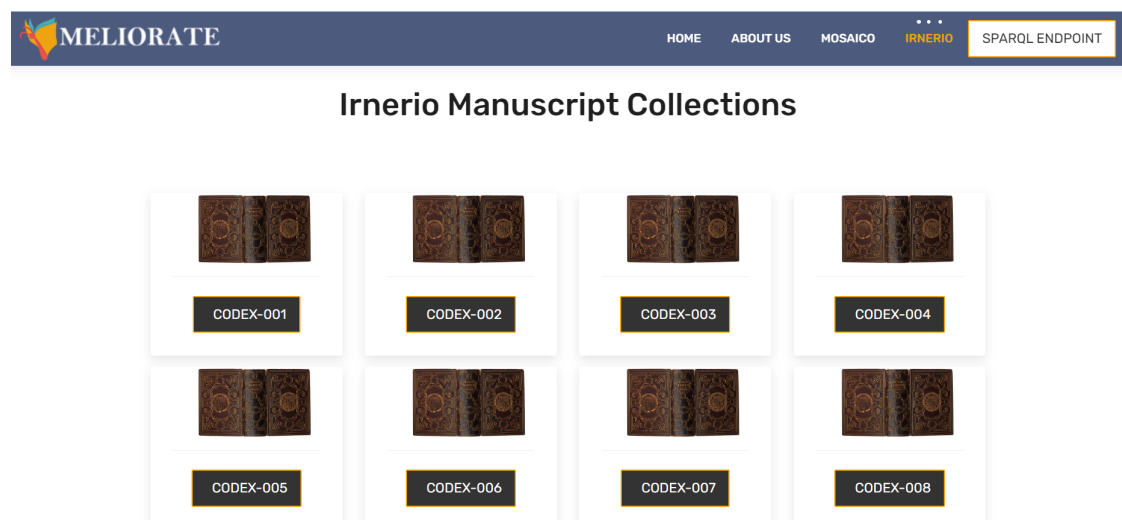 MELIORATE
HOME ABOUT US MOSAICO IRNERIO SPARQL ENDPOINT
Irnerio Manuscript Collections
CODEX-001 CODEX-002 CODEX-003 CODEX-004
CODEX-005 CODEX-006 CODEX-007 CODEX-008